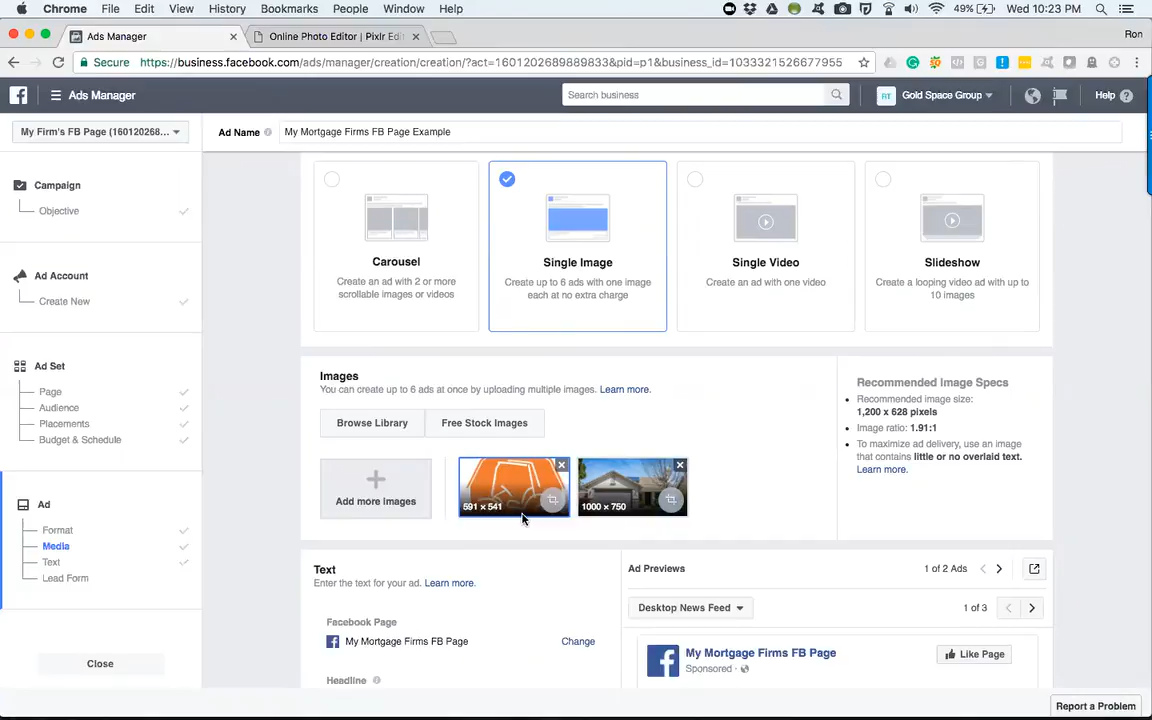 Chrome File Edit View History Bookmarks People Window Help 49% Wed 10:23 PM
Ads Manager Online Photo Editor | Pixlr Edi Ron
Secure https://business.facebook.com/ads/manager/creation/creation/?act=1601202689889833&pid=p1&business_id=1033321526677955
Ads Manager Search business RT Gold Space Group Help
My Firm's FB Page (160120268... Ad Name My Mortgage Firms FB Page Example
Campaign
Objective
Ad Account
Create New
Ad Set
Page
Audience
Placements
Budget & Schedule
Ad
Format
Media
Text
Lead Form
Close
Carousel
Create an ad with 2 or more
scrollable images or videos
Single Image
Create up to 6 ads with one image
each at no extra charge
Single Video
Create an ad with one video
Slideshow
Create a looping video ad with up to
10 images
Images
You can create up to 6 ads at once by uploading multiple images. Learn more.
Browse Library Free Stock Images
Add more images
591 × 541
1000 × 750
Recommended Image Specs
Recommended image size:
1,200 x 628 pixels
Image ratio: 1.91:1
To maximize ad delivery, use an image
that contains little or no overlaid text.
Learn more.
Text
Enter the text for your ad. Learn more.
Facebook Page
My Mortgage Firms FB Page Change
Headline
Ad Previews 1 of 2 Ads
Desktop News Feed 1 of 3
My Mortgage Firms FB Page
Sponsored ·
Like Page
Report a Problem